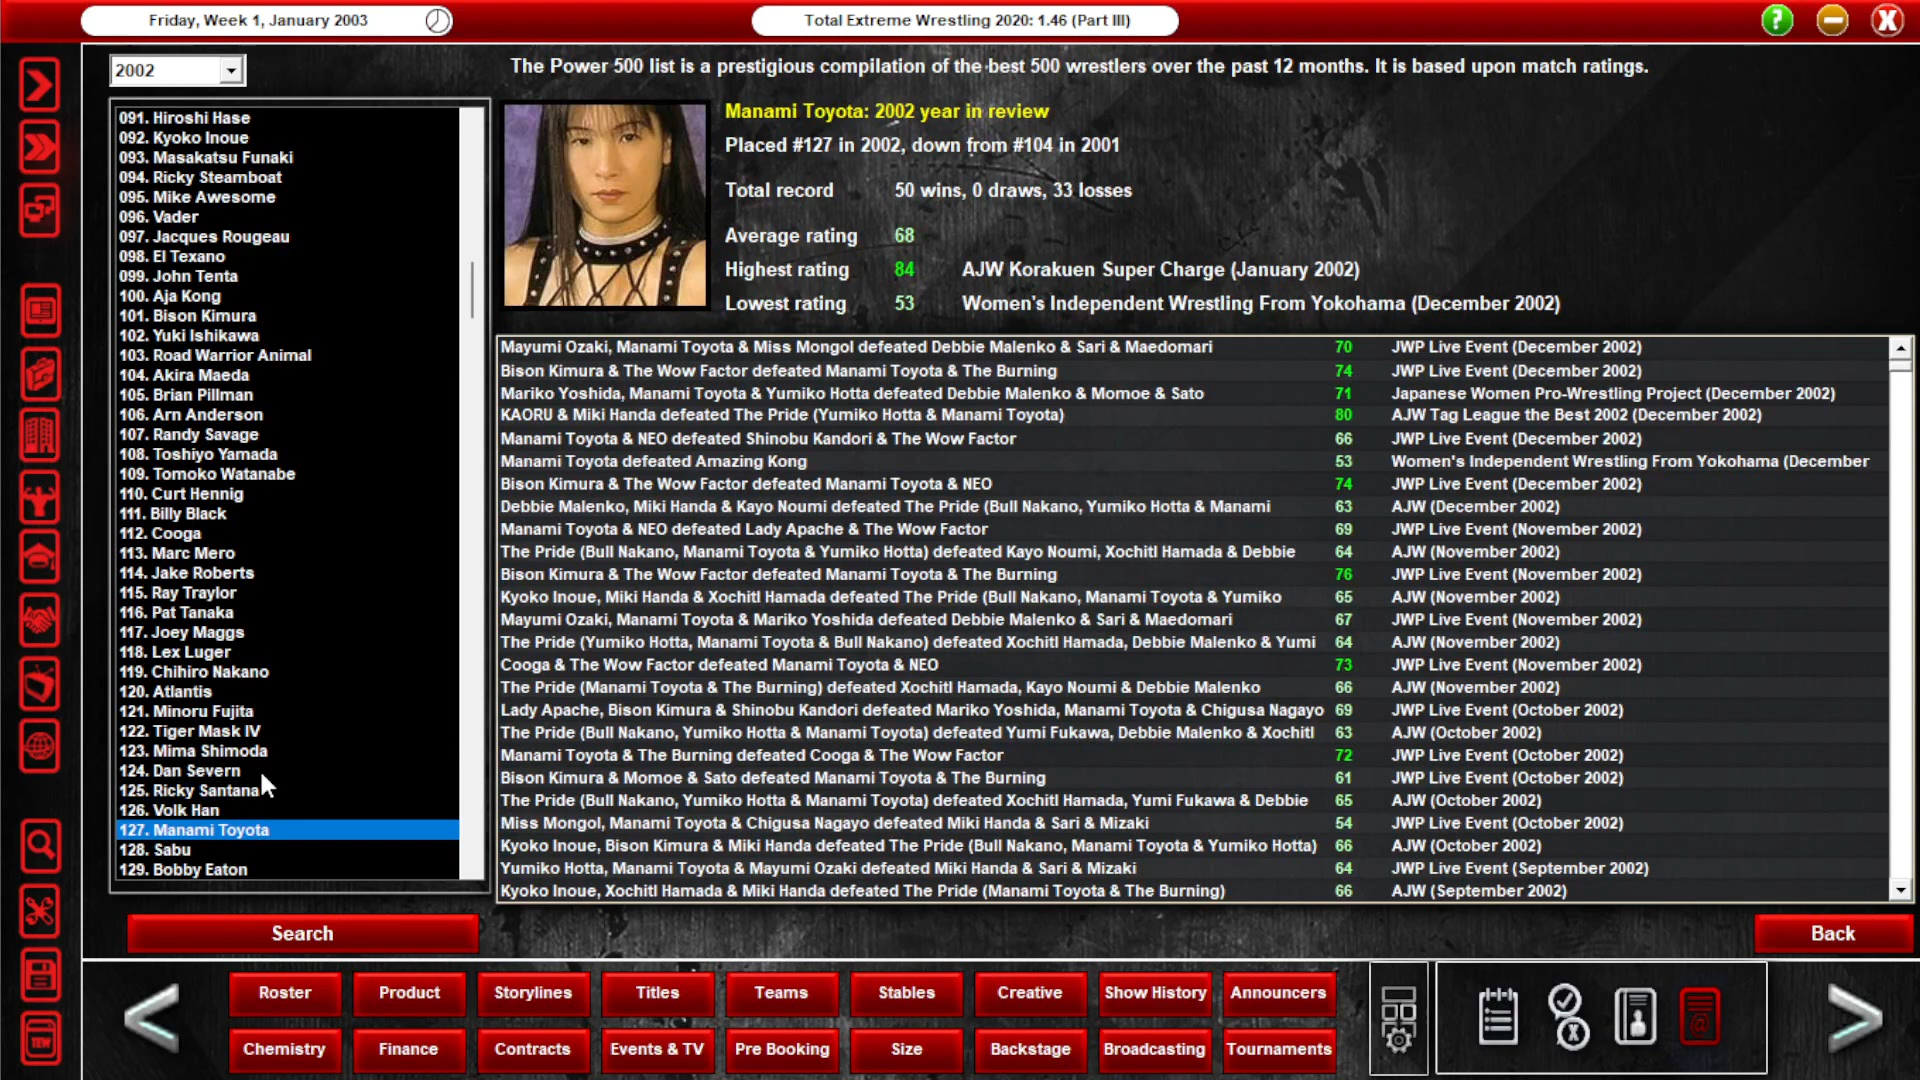 Friday, Week 1, January 2003
Total Extreme Wrestling 2020: 1.46 (Part III)
?
X
2002
The Power 500 list is a prestigious compilation of the best 500 wrestlers over the past 12 months. It is based upon match ratings.
091. Hiroshi Hase
092. Kyoko Inoue
093. Masakatsu Funaki
094. Ricky Steamboat
095. Mike Awesome
096. Vader
097. Jacques Rougeau
098. El Texano
099. John Tenta
100. Aja Kong
101. Bison Kimura
102. Yuki Ishikawa
103. Road Warrior Animal
104. Akira Maeda
105. Brian Pillman
106. Arn Anderson
107. Randy Savage
108. Toshiyo Yamada
109. Tomoko Watanabe
110. Curt Hennig
111. Billy Black
112. Cooga
113. Marc Mero
114. Jake Roberts
115. Ray Traylor
116. Pat Tanaka
117. Joey Maggs
118. Lex Luger
119. Chihiro Nakano
120. Atlantis
121. Minoru Fujita
122. Tiger Mask IV
123. Mima Shimoda
124. Dan Severn
125. Ricky Santana
126. Volk Han
127. Manami Toyota
128. Sabu
129. Bobby Eaton
Manami Toyota: 2002 year in review
Placed #127 in 2002, down from #104 in 2001
Total record 50 wins, 0 draws, 33 losses
Average rating 68
Highest rating 84 AJW Korakuen Super Charge (January 2002)
Lowest rating 53 Women's Independent Wrestling From Yokohama (December 2002)
Mayumi Ozaki, Manami Toyota & Miss Mongol defeated Debbie Malenko & Sari & Maedomari 70 JWP Live Event (December 2002)
Bison Kimura & The Wow Factor defeated Manami Toyota & The Burning 74 JWP Live Event (December 2002)
Mariko Yoshida, Manami Toyota & Yumiko Hotta defeated Debbie Malenko & Momoe & Sato 71 Japanese Women Pro-Wrestling Project (December 2002)
KAORU & Miki Handa defeated The Pride (Yumiko Hotta & Manami Toyota) 80 AJW Tag League the Best 2002 (December 2002)
Manami Toyota & NEO defeated Shinobu Kandori & The Wow Factor 66 JWP Live Event (December 2002)
Manami Toyota defeated Amazing Kong 53 Women's Independent Wrestling From Yokohama (December
Bison Kimura & The Wow Factor defeated Manami Toyota & NEO 74 JWP Live Event (December 2002)
Debbie Malenko, Miki Handa & Kayo Noumi defeated The Pride (Bull Nakano, Yumiko Hotta & Manami 63 AJW (December 2002)
Manami Toyota & NEO defeated Lady Apache & The Wow Factor 69 JWP Live Event (November 2002)
The Pride (Bull Nakano, Manami Toyota & Yumiko Hotta) defeated Kayo Noumi, Xochitl Hamada & Debbie 64 AJW (November 2002)
Bison Kimura & The Wow Factor defeated Manami Toyota & The Burning 76 JWP Live Event (November 2002)
Kyoko Inoue, Miki Handa & Xochitl Hamada defeated The Pride (Bull Nakano, Manami Toyota & Yumiko 65 AJW (November 2002)
Mayumi Ozaki, Manami Toyota & Mariko Yoshida defeated Debbie Malenko & Sari & Maedomari 67 JWP Live Event (November 2002)
The Pride (Yumiko Hotta, Manami Toyota & Bull Nakano) defeated Xochitl Hamada, Debbie Malenko & Yumi 64 AJW (November 2002)
Cooga & The Wow Factor defeated Manami Toyota & NEO 73 JWP Live Event (November 2002)
The Pride (Manami Toyota & The Burning) defeated Xochitl Hamada, Kayo Noumi & Debbie Malenko 66 AJW (November 2002)
Lady Apache, Bison Kimura & Shinobu Kandori defeated Mariko Yoshida, Manami Toyota & Chigusa Nagayo 69 JWP Live Event (October 2002)
The Pride (Bull Nakano, Yumiko Hotta & Manami Toyota) defeated Yumi Fukawa, Debbie Malenko & Xochitl 63 AJW (October 2002)
Manami Toyota & The Burning defeated Cooga & The Wow Factor 72 JWP Live Event (October 2002)
Bison Kimura & Momoe & Sato defeated Manami Toyota & The Burning 61 JWP Live Event (October 2002)
The Pride (Bull Nakano, Yumiko Hotta & Manami Toyota) defeated Xochitl Hamada, Yumi Fukawa & Debbie 65 AJW (October 2002)
Miss Mongol, Manami Toyota & Chigusa Nagayo defeated Miki Handa & Sari & Mizaki 54 JWP Live Event (October 2002)
Kyoko Inoue, Bison Kimura & Miki Handa defeated The Pride (Bull Nakano, Manami Toyota & Yumiko Hotta) 66 AJW (October 2002)
Yumiko Hotta, Manami Toyota & Mayumi Ozaki defeated Miki Handa & Sari & Mizaki 64 JWP Live Event (September 2002)
Kyoko Inoue, Xochitl Hamada & Miki Handa defeated The Pride (Manami Toyota & The Burning) 66 AJW (September 2002)
Search
Back
Roster Product Storylines Titles Teams Stables Creative Show History Announcers
Chemistry Finance Contracts Events & TV Pre Booking Size Backstage Broadcasting Tournaments
TEW